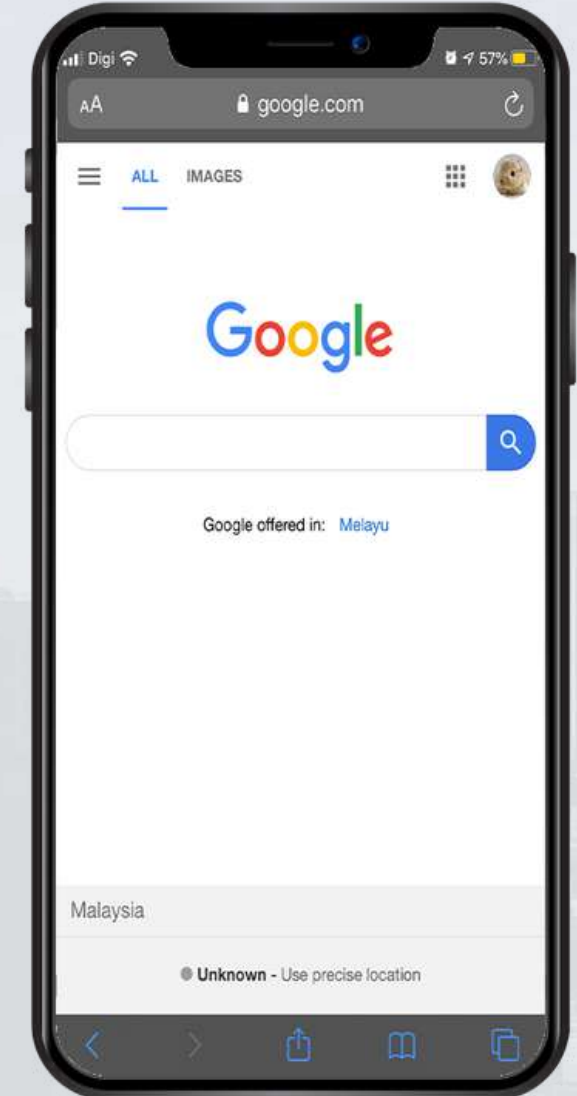 Digi 57%
AA google.com
ALL IMAGES
Google
Google offered in: Melayu
Malaysia
Unknown - Use precise location